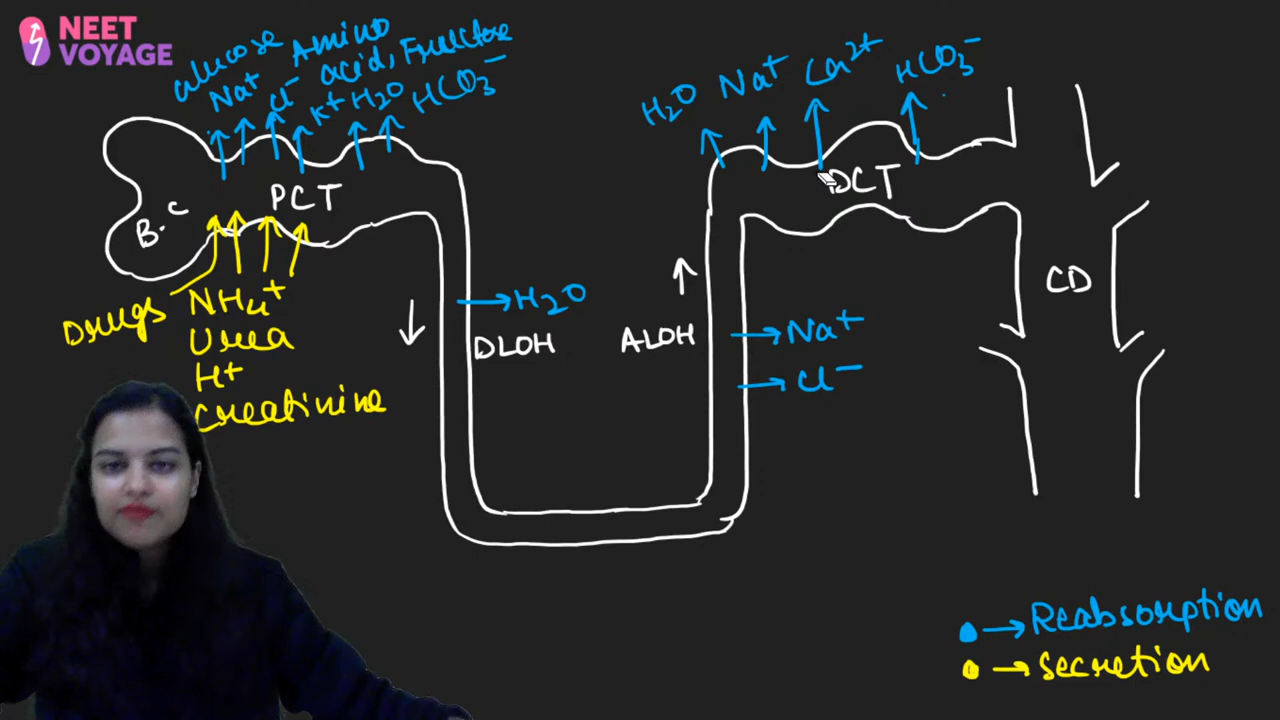 NEET
VOYAGE
Glucose Amino
Na+ Cl- acid, Fructose
K+ H2O HCO3-
H2O Na+ Ca2+ HCO3-
PCT
B.C
DCT
Drugs NH4+
Urea
H+
Creatinine
H2O
DLOH
ALOH
Na+
Cl-
CD
Reabsorption
Secretion